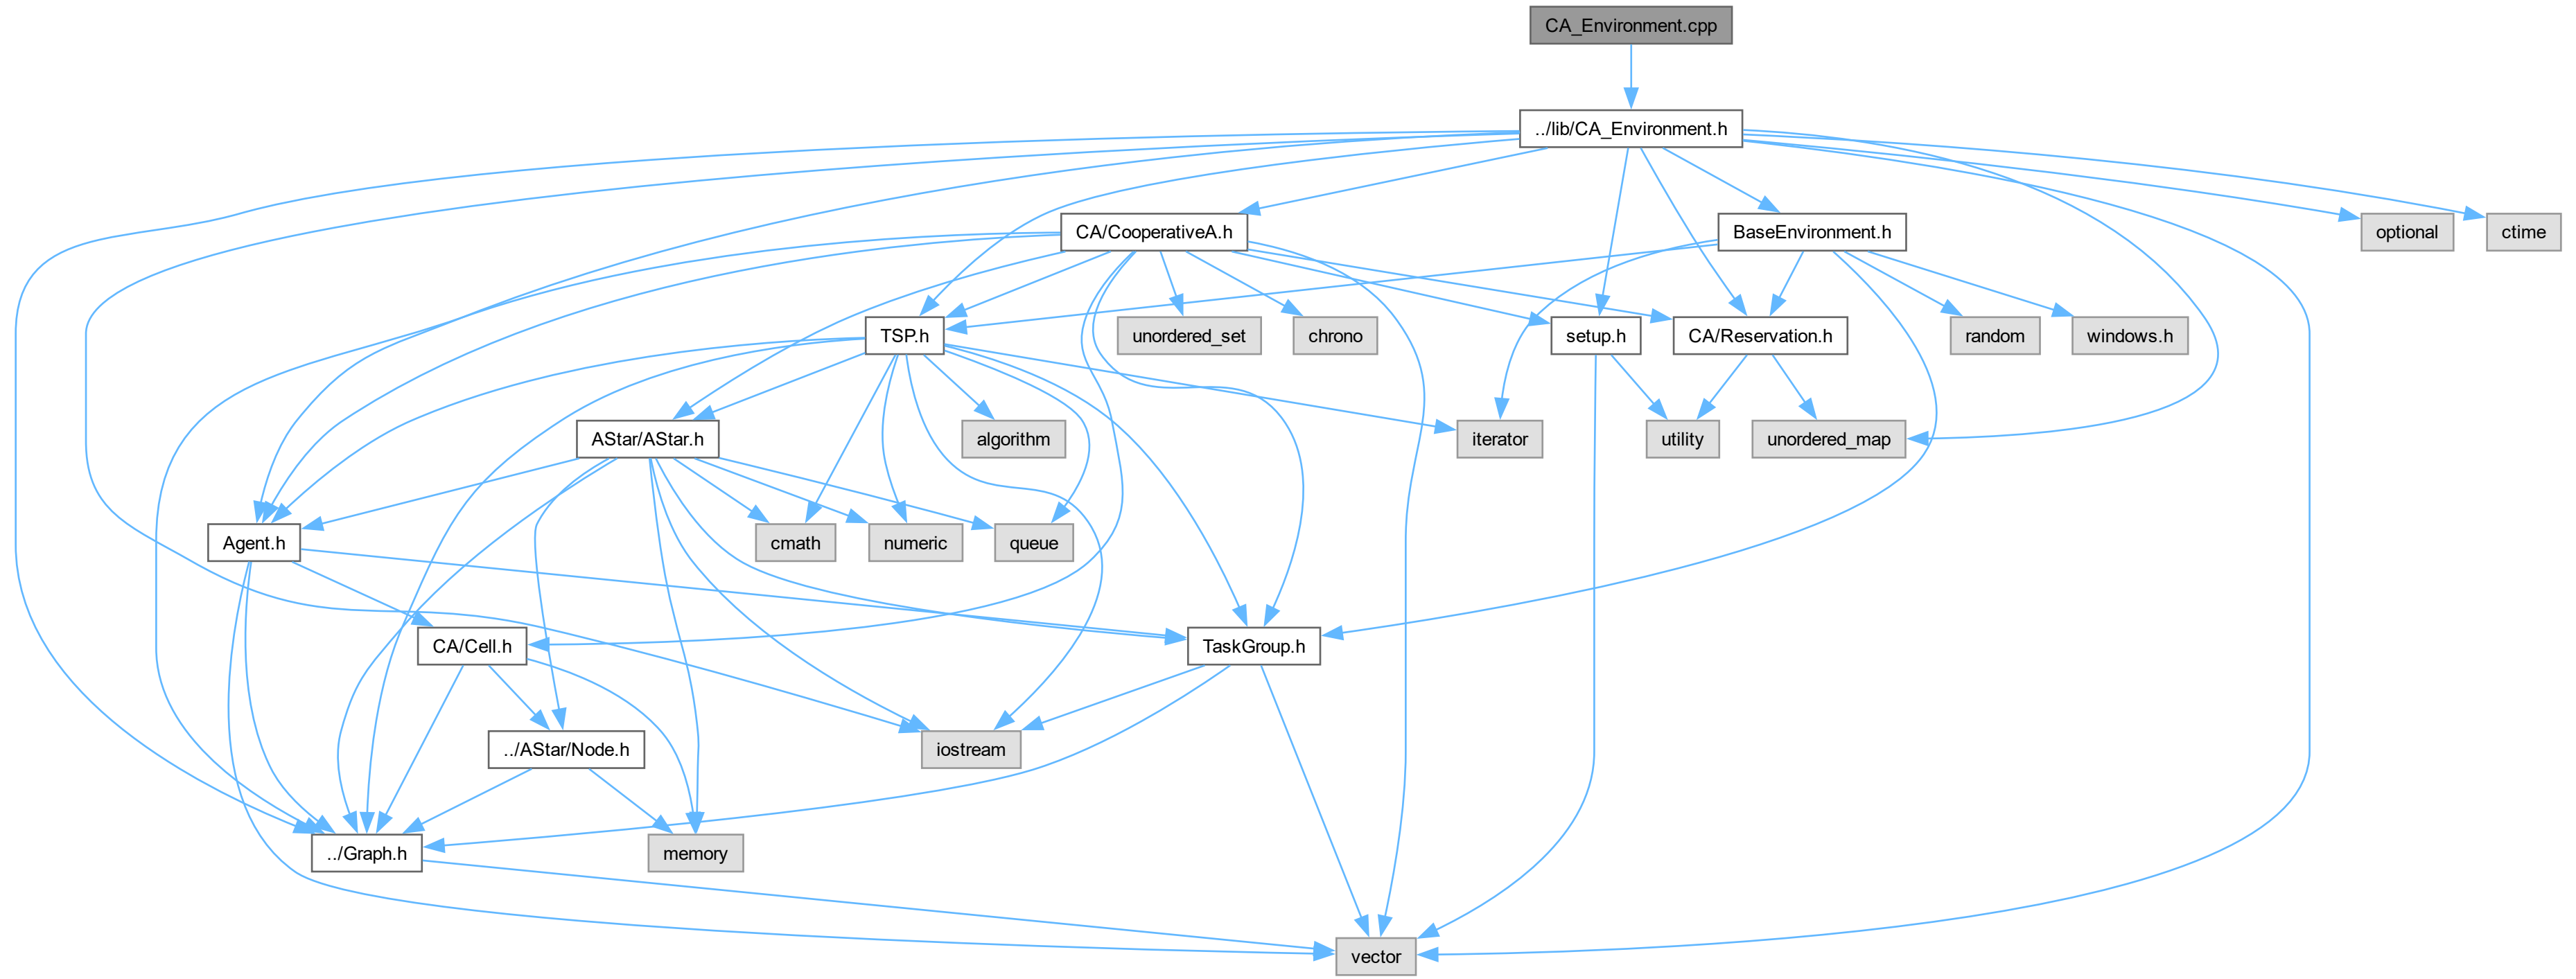 CA_Environment.cpp
../lib/CA_Environment.h
CA/CooperativeA.h
BaseEnvironment.h
optional
ctime
TSP.h
unordered_set
chrono
setup.h
CA/Reservation.h
random
windows.h
AStar/AStar.h
algorithm
iterator
utility
unordered_map
Agent.h
cmath
numeric
queue
CA/Cell.h
TaskGroup.h
../AStar/Node.h
iostream
../Graph.h
memory
vector